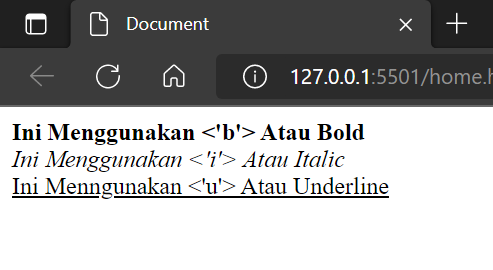 Document
127.0.0.1:5501/home.h
Ini Menggunakan <'b'> Atau Bold
Ini Menggunakan <'i'> Atau Italic
Ini Menngunakan <'u'> Atau Underline